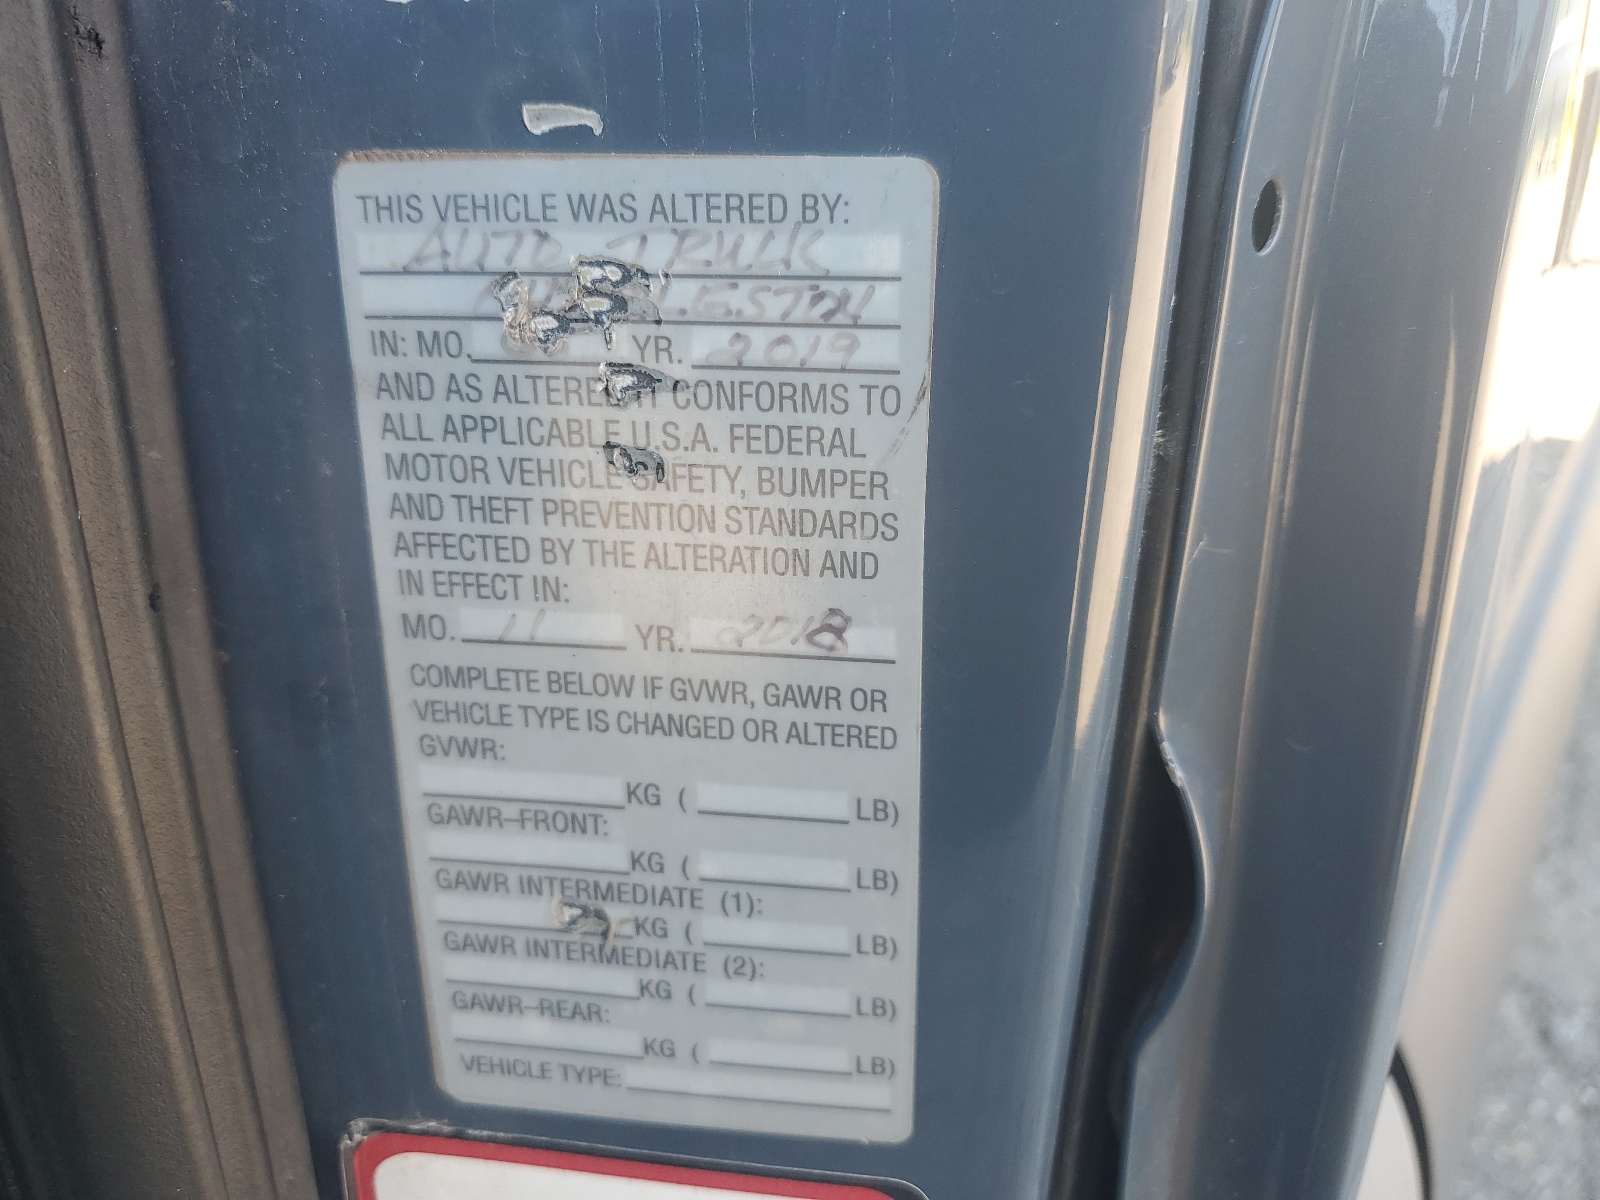 THIS VEHICLE WAS ALTERED BY:
AUTO TRUCK
IN: MO. YR. 2019
AND AS ALTERED IT CONFORMS TO
ALL APPLICABLE U.S.A. FEDERAL
MOTOR VEHICLE SAFETY, BUMPER
AND THEFT PREVENTION STANDARDS
AFFECTED BY THE ALTERATION AND
IN EFFECT IN:
MO. 11 YR. 2018
COMPLETE BELOW IF GVWR, GAWR OR
VEHICLE TYPE IS CHANGED OR ALTERED
GVWR:
KG ( LB)
GAWR–FRONT:
KG ( LB)
GAWR INTERMEDIATE (1):
KG ( LB)
GAWR INTERMEDIATE (2):
KG ( LB)
GAWR–REAR:
KG ( LB)
VEHICLE TYPE: